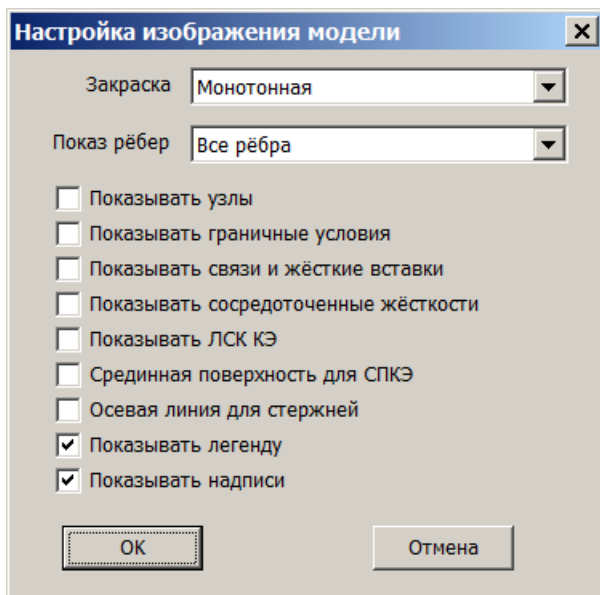 Настройка изображения модели
Закраска Монотонная
Показ рёбер Все рёбра
Показывать узлы
Показывать граничные условия
Показывать связи и жёсткие вставки
Показывать сосредоточенные жёсткости
Показывать ЛСК КЭ
Срединная поверхность для СПКЭ
Осевая линия для стержней
Показывать легенду
Показывать надписи
OK Отмена